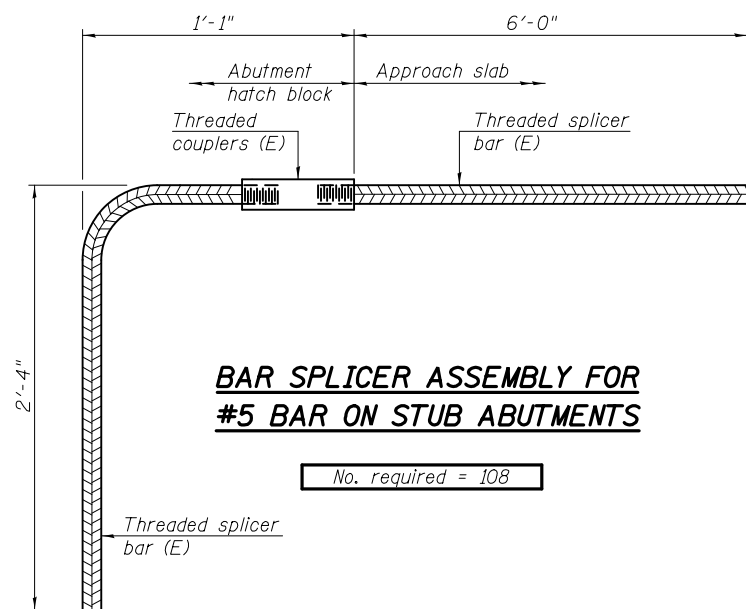 1'-1"
6'-0"
Abutment
hatch block
Approach slab
Threaded
couplers (E)
Threaded splicer
bar (E)
2'-4"
BAR SPLICER ASSEMBLY FOR
#5 BAR ON STUB ABUTMENTS
No. required = 108
Threaded splicer
bar (E)